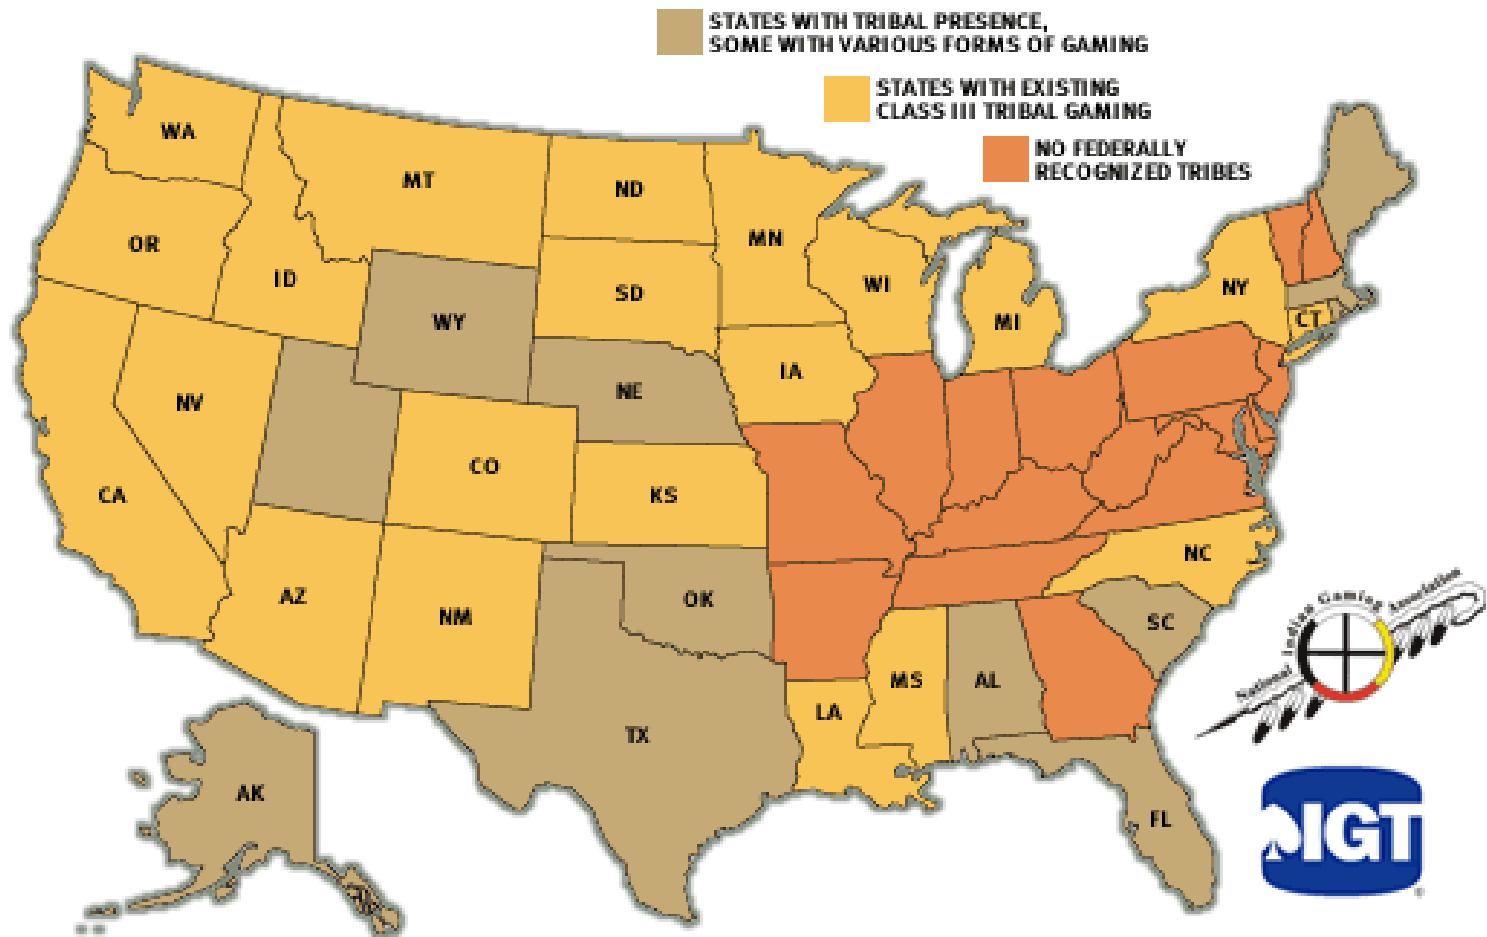 STATES WITH TRIBAL PRESENCE,
SOME WITH VARIOUS FORMS OF GAMING
STATES WITH EXISTING
CLASS III TRIBAL GAMING
NO FEDERALLY
RECOGNIZED TRIBES
WA
MT
ND
MN
OR
ID
SD
WI
NY
WY
MI
CT
IA
NE
NV
CO
CA
KS
NC
AZ
NM
OK
SC
MS
AL
LA
TX
AK
FL
National Indian Gaming Association
IGT